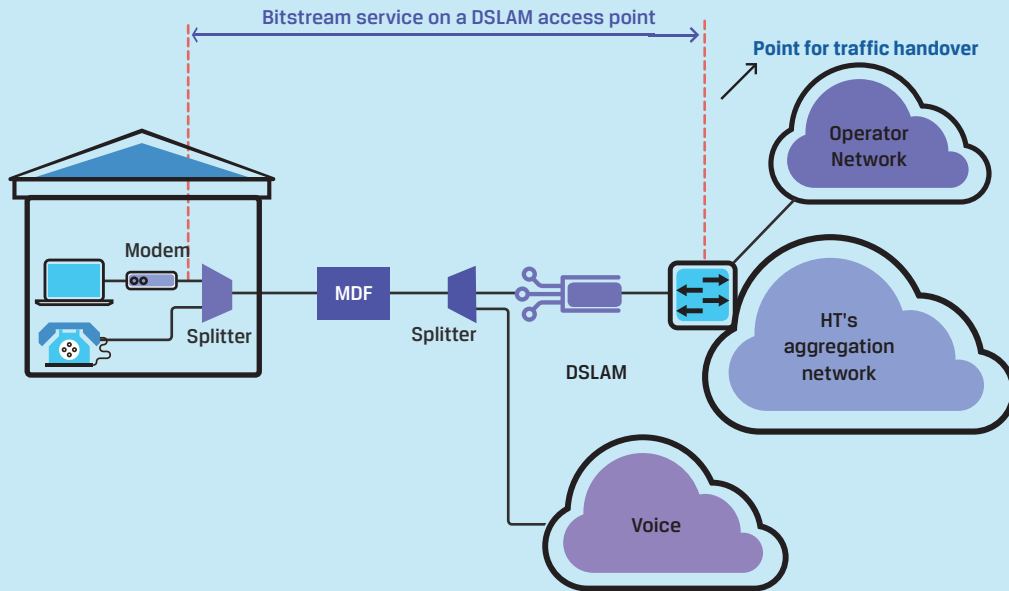 Bitstream service on a DSLAM access point
Point for traffic handover
Operator
Network
Modem
MDF
Splitter
Splitter
DSLAM
HT's
aggregation
network
Voice